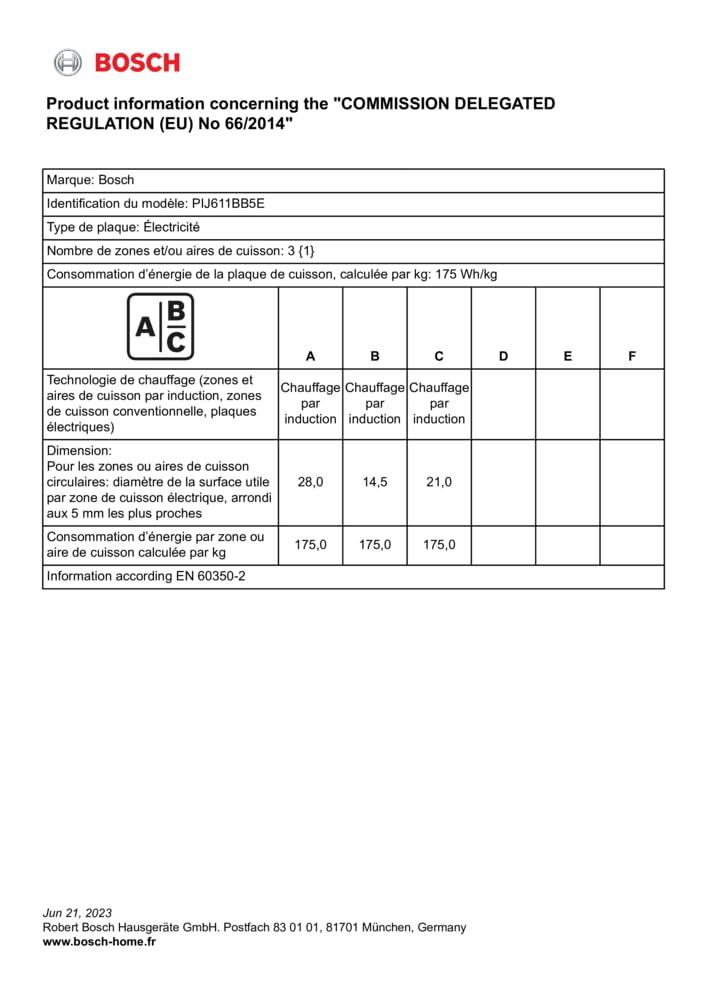 BOSCH
Product information concerning the "COMMISSION DELEGATED
REGULATION (EU) No 66/2014"
Marque: Bosch
Identification du modèle: PIJ611BB5E
Type de plaque: Électricité
Nombre de zones et/ou aires de cuisson: 3 {1}
Consommation d'énergie de la plaque de cuisson, calculée par kg: 175 Wh/kg
A B C
A B C D E F
Technologie de chauffage (zones et
aires de cuisson par induction, zones
de cuisson conventionnelle, plaques
électriques)
Chauffage par induction
Chauffage par induction
Chauffage par induction
Dimension:
Pour les zones ou aires de cuisson
circulaires: diamètre de la surface utile
par zone de cuisson électrique, arrondi
aux 5 mm les plus proches
28,0 14,5 21,0
Consommation d'énergie par zone ou
aire de cuisson calculée par kg
175,0 175,0 175,0
Information according EN 60350-2
Jun 21, 2023
Robert Bosch Hausgeräte GmbH. Postfach 83 01 01, 81701 München, Germany
www.bosch-home.fr